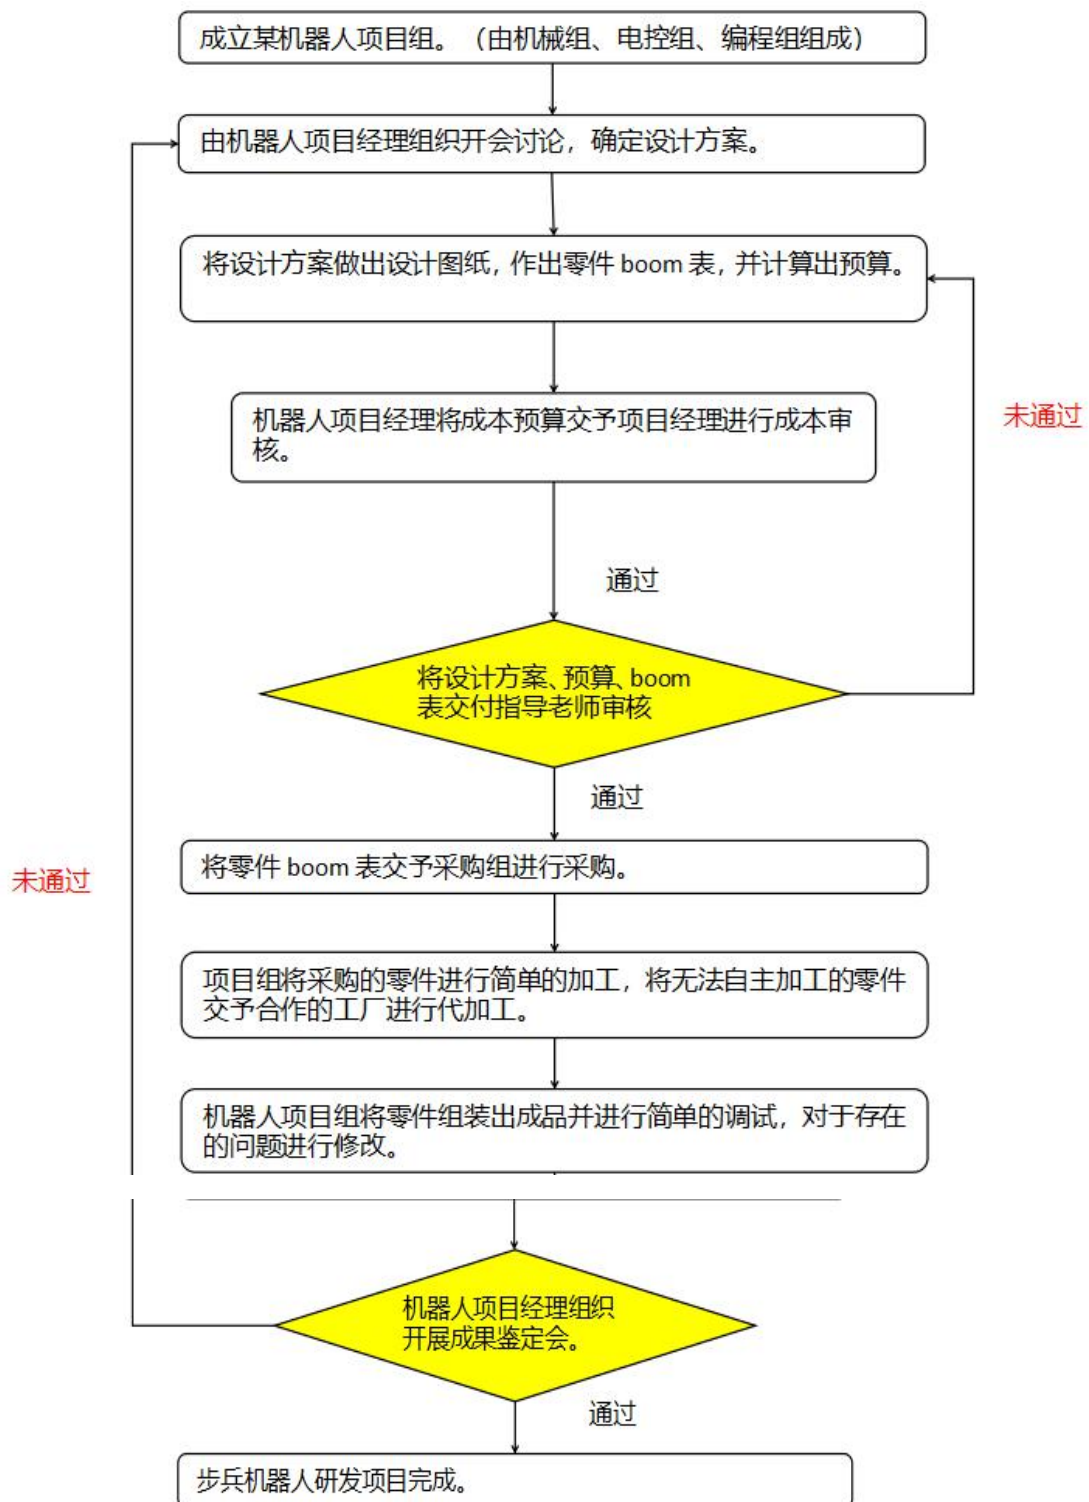 成立某机器人项目组。（由机械组、电控组、编程组组成）
由机器人项目经理组织开会讨论，确定设计方案。
将设计方案做出设计图纸，作出零件 boom 表，并计算出预算。
机器人项目经理将成本预算交予项目经理进行成本审
核。
未通过
通过
将设计方案、预算、boom
表交付指导老师审核
通过
将零件 boom 表交予采购组进行采购。
未通过
项目组将采购的零件进行简单的加工，将无法自主加工的零件
交予合作的工厂进行代加工。
机器人项目组将零件组装出成品并进行简单的调试，对于存在
的问题进行修改。
机器人项目经理组织
开展成果鉴定会。
通过
步兵机器人研发项目完成。